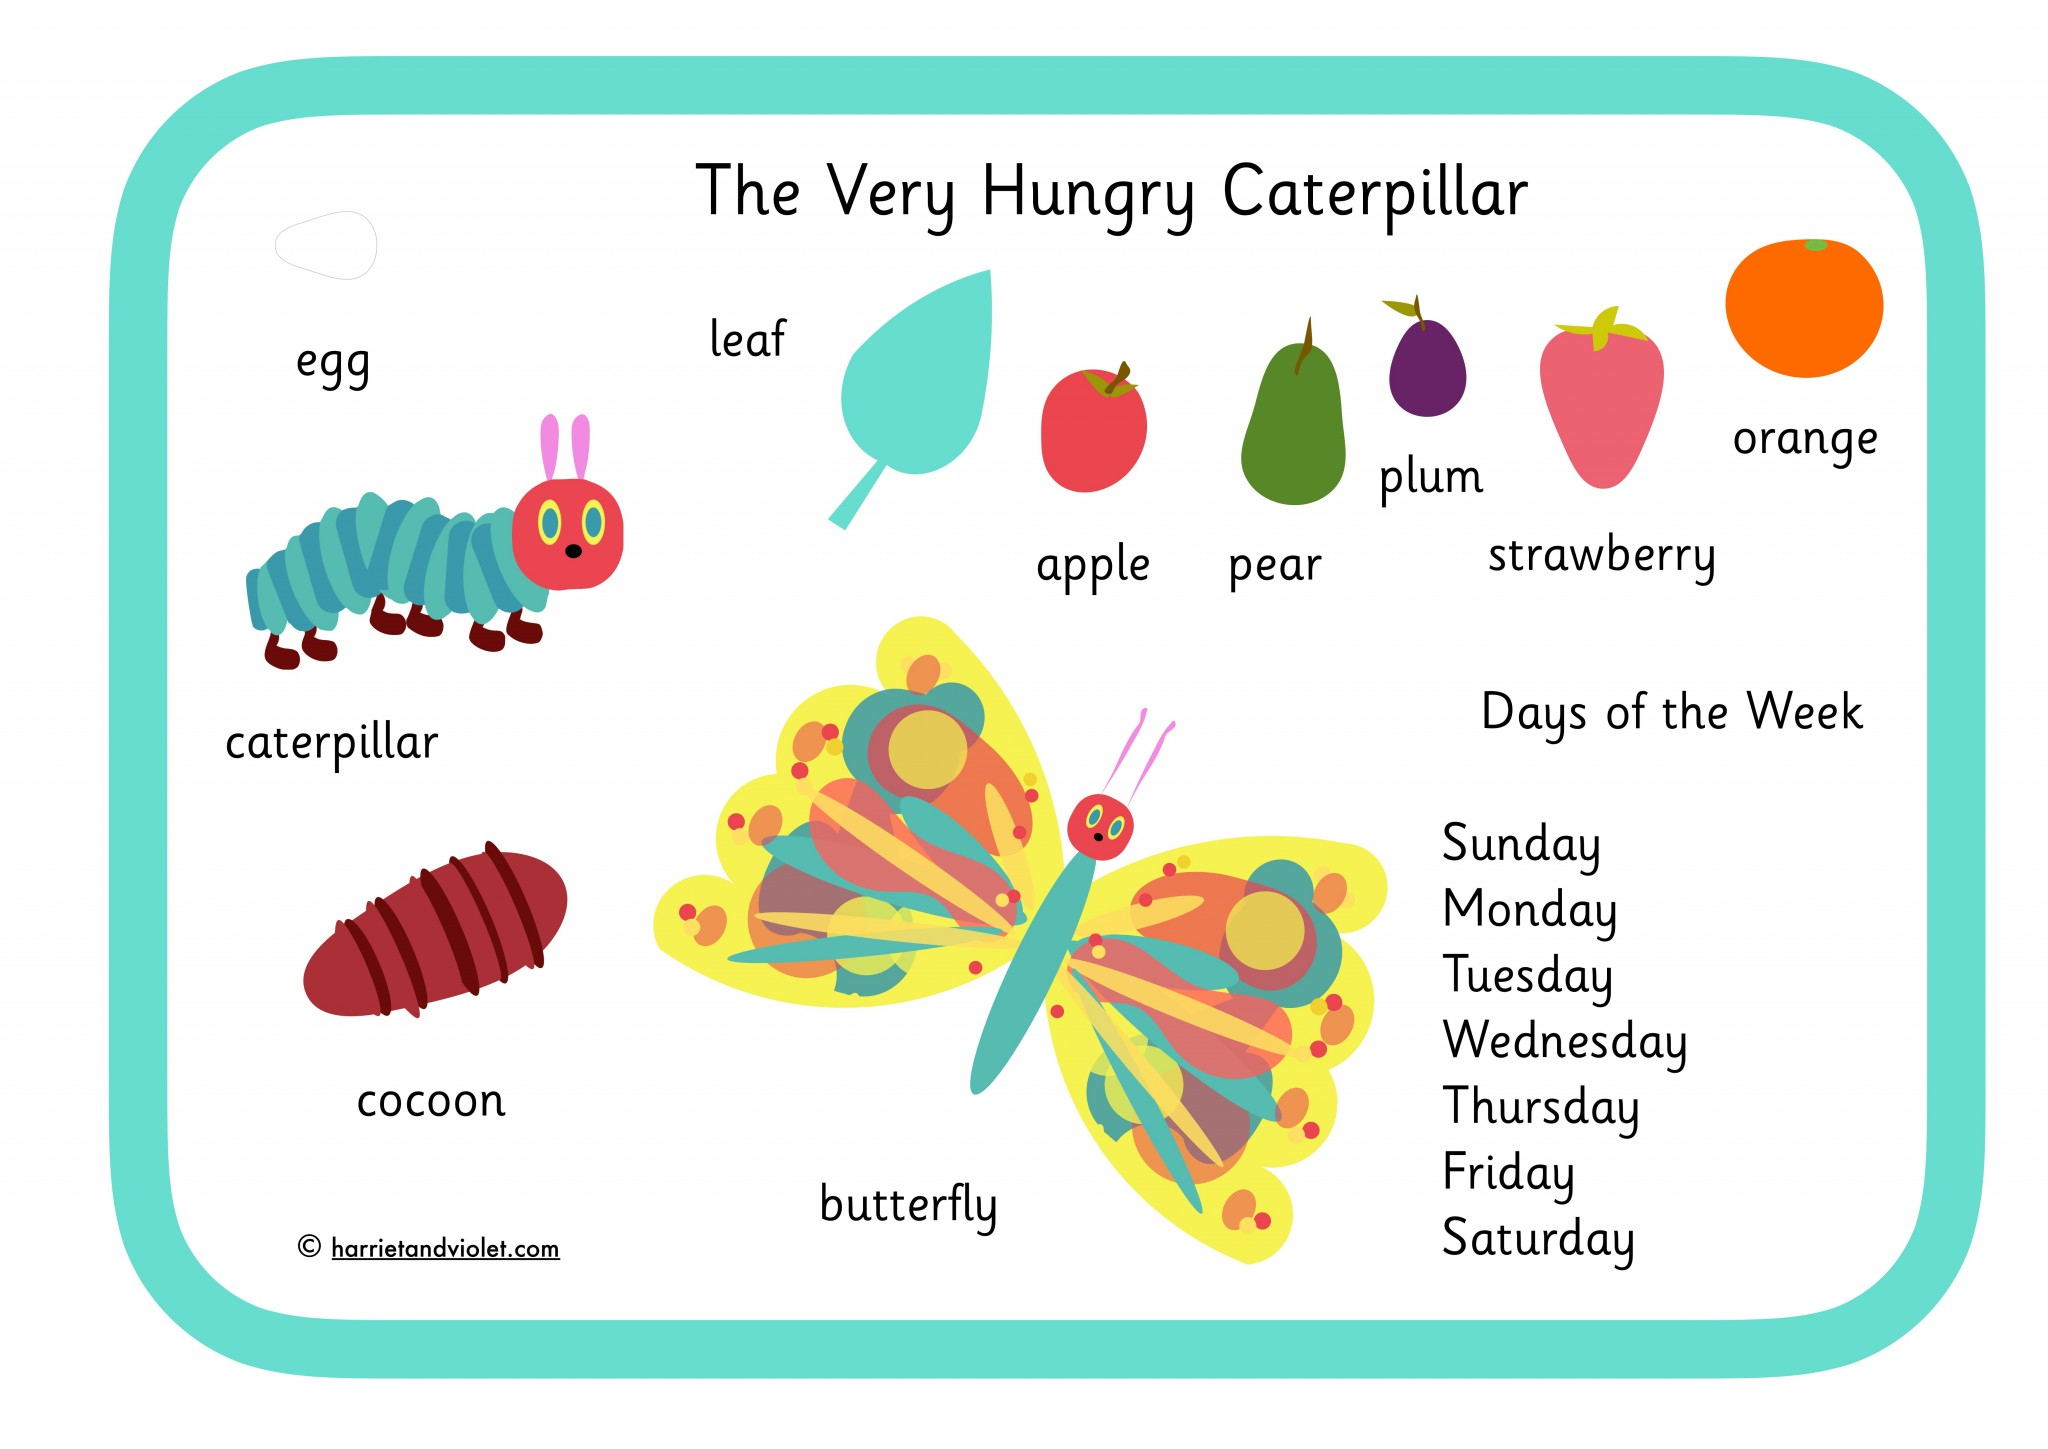 The Very Hungry Caterpillar
egg
leaf
apple
pear
plum
strawberry
orange
caterpillar
cocoon
butterfly
Days of the Week
Sunday
Monday
Tuesday
Wednesday
Thursday
Friday
Saturday
© harrietandviolet.com